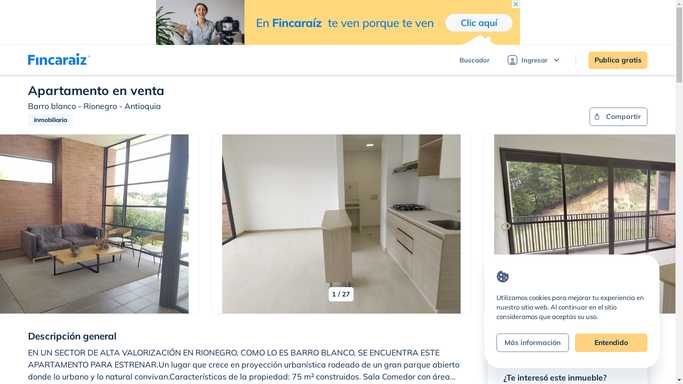 En Fincaraíz te ven porque te ven
Clic aquí
Fincaraíz
Buscador
Ingresar
Publica gratis
Apartamento en venta
Barro blanco - Rionegro - Antioquia
Inmobiliaria
Compartir
1 / 27
Utilizamos cookies para mejorar tu experiencia en
nuestro sitio web. Al continuar en el sitio
consideramos que aceptas su uso.
Más información
Entendido
Descripción general
EN UN SECTOR DE ALTA VALORIZACIÓN EN RIONEGRO, COMO LO ES BARRO BLANCO, SE ENCUENTRA ESTE
APARTAMENTO PARA ESTRENAR.Un lugar que crece en proyección urbanística rodeado de un gran parque abierto
donde lo urbano y lo natural convivan.Características de la propiedad: 75 m² construidos. Sala Comedor con área...
¿Te interesó este inmueble?